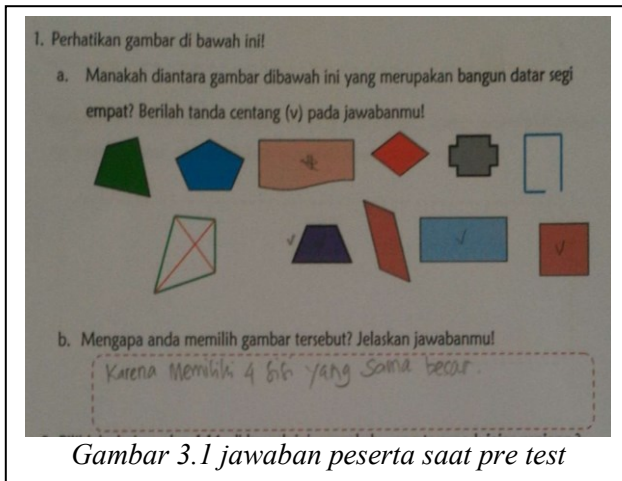 1. Perhatikan gambar di bawah ini!
a. Manakah diantara gambar dibawah ini yang merupakan bangun datar segi
empat? Berilah tanda centang (v) pada jawabanmu!
b. Mengapa anda memilih gambar tersebut? Jelaskan jawabanmu!
Karena Memiliki 4 sisi yang sama besar.
Gambar 3.1 jawaban peserta saat pre test